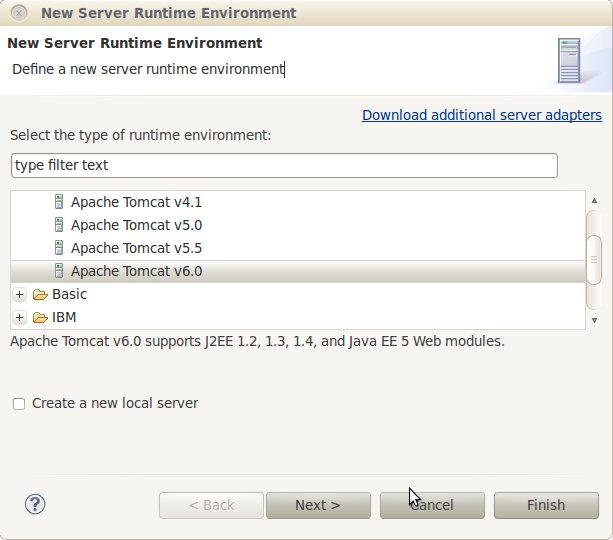 New Server Runtime Environment
New Server Runtime Environment
Define a new server runtime environment
Download additional server adapters
Select the type of runtime environment:
type filter text
Apache Tomcat v4.1
Apache Tomcat v5.0
Apache Tomcat v5.5
Apache Tomcat v6.0
Basic
IBM
Apache Tomcat v6.0 supports J2EE 1.2, 1.3, 1.4, and Java EE 5 Web modules.
Create a new local server
< Back Next > Cancel Finish